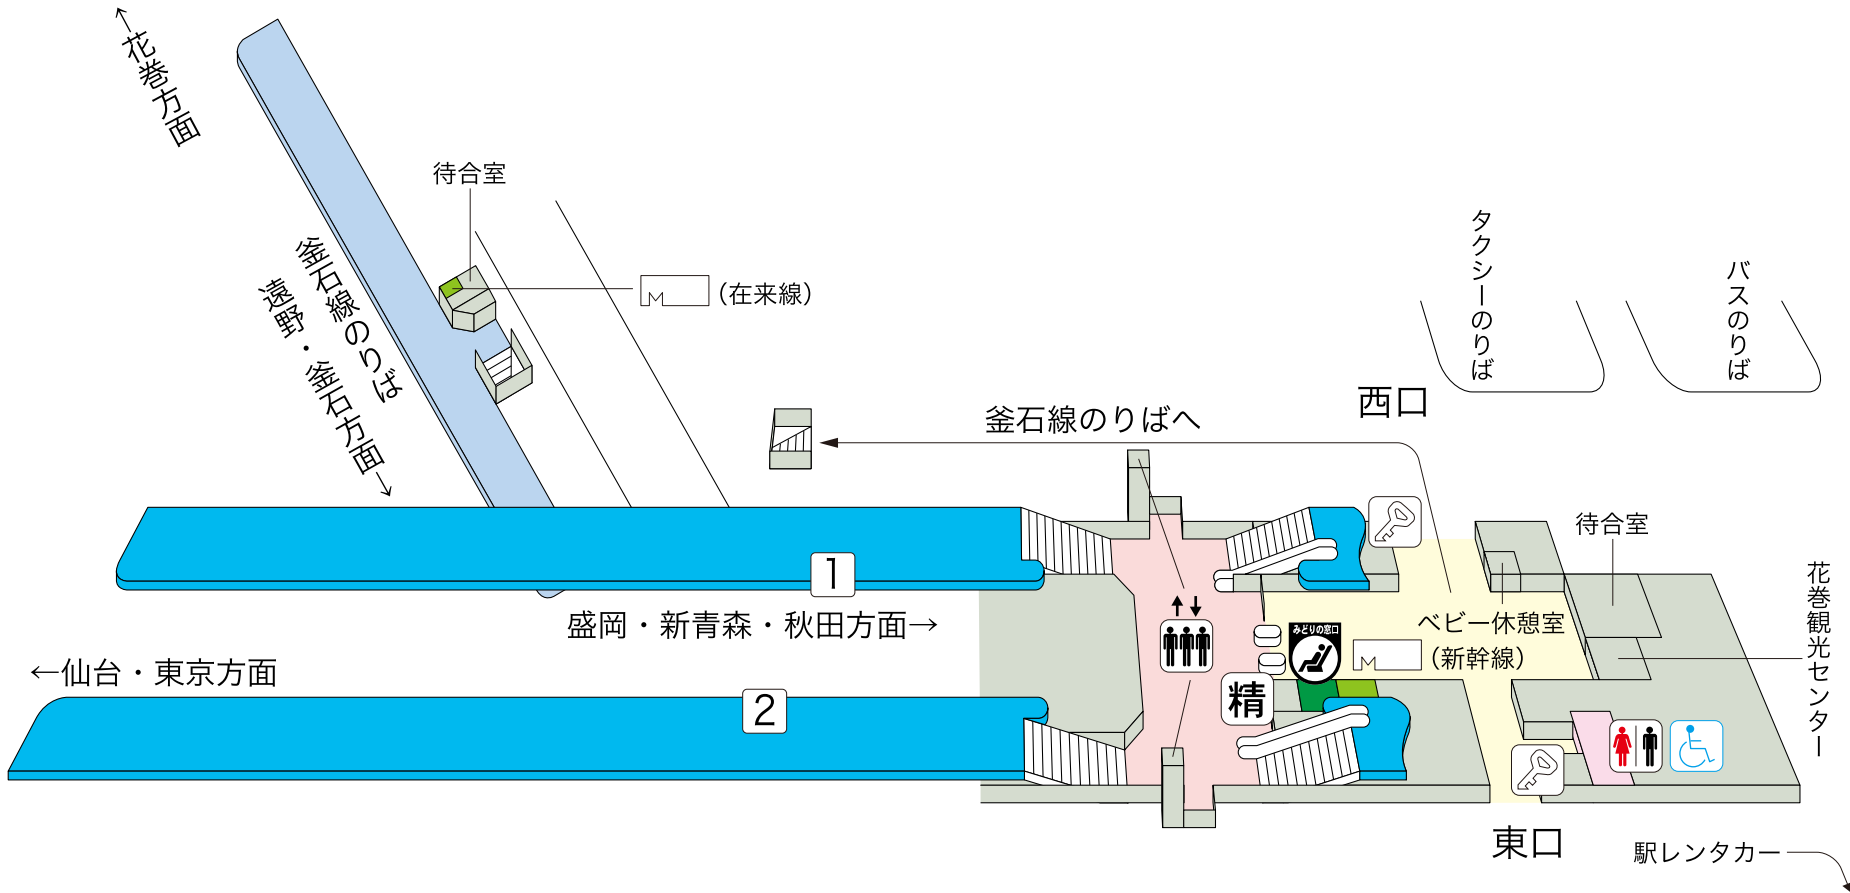 ←花巻方面
待合室
(在来線)
釜石線のりば
遠野・釜石方面→
タクシーのりば
バスのりば
西口
釜石線のりばへ
待合室
1
盛岡・新青森・秋田方面→
ベビー休憩室
花巻観光センター
みどりの窓口
(新幹線)
←仙台・東京方面
精
2
東口
駅レンタカー